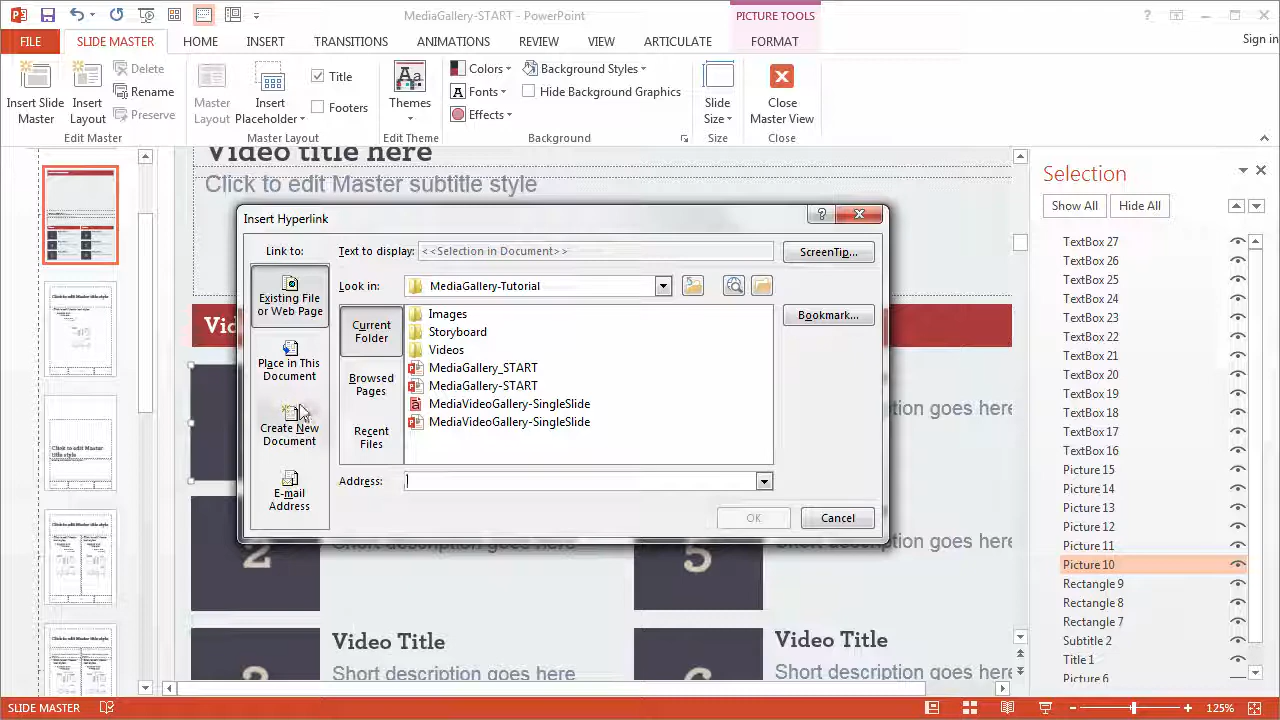 MediaGallery-START - PowerPoint
PICTURE TOOLS
?
FILE
SLIDE MASTER
HOME
INSERT
TRANSITIONS
ANIMATIONS
REVIEW
VIEW
ARTICULATE
FORMAT
Sign in
Insert Slide
Master
Insert
Layout
Delete
Rename
Preserve
Edit Master
Master
Layout
Insert
Placeholder
Title
Footers
Master Layout
Aa
Themes
Edit Theme
Colors
Fonts
Effects
Background Styles
Hide Background Graphics
Background
Slide
Size
Size
Close
Master View
Close
Video title here
Click to edit Master subtitle style
Insert Hyperlink
?
Link to:
Existing File
or Web Page
Place in This
Document
Create New
Document
E-mail
Address
Text to display:
<<Selection in Document>>
ScreenTip...
Look in:
MediaGallery-Tutorial
Bookmark...
Current
Folder
Browsed
Pages
Recent
Files
Images
Storyboard
Videos
MediaGallery_START
MediaGallery-START
MediaVideoGallery-SingleSlide
MediaVideoGallery-SingleSlide
Address:
OK
Cancel
2
Short description goes here
5
3
Video Title
Short description goes here
6
Video Title
Short description goes here
Selection
Show All
Hide All
TextBox 27
TextBox 26
TextBox 25
TextBox 24
TextBox 23
TextBox 22
TextBox 21
TextBox 20
TextBox 19
TextBox 18
TextBox 17
TextBox 16
Picture 15
Picture 14
Picture 13
Picture 12
Picture 11
Picture 10
Rectangle 9
Rectangle 8
Rectangle 7
Subtitle 2
Title 1
Picture 6
SLIDE MASTER
125%